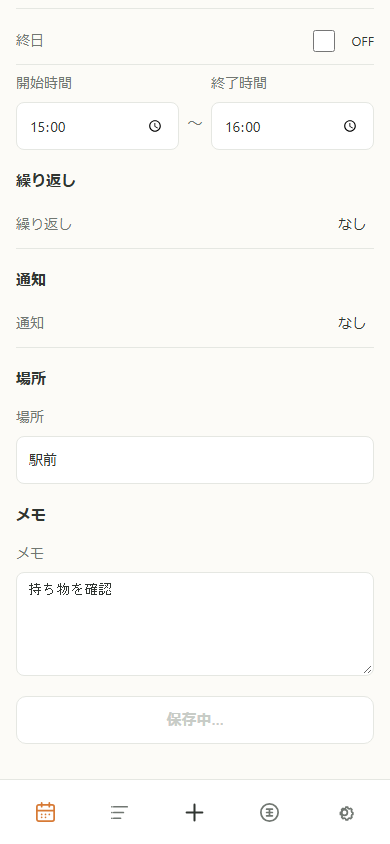 終日
OFF
開始時間
終了時間
15:00
～
16:00
繰り返し
繰り返し
なし
通知
通知
なし
場所
場所
駅前
メモ
メモ
持ち物を確認
保存中...